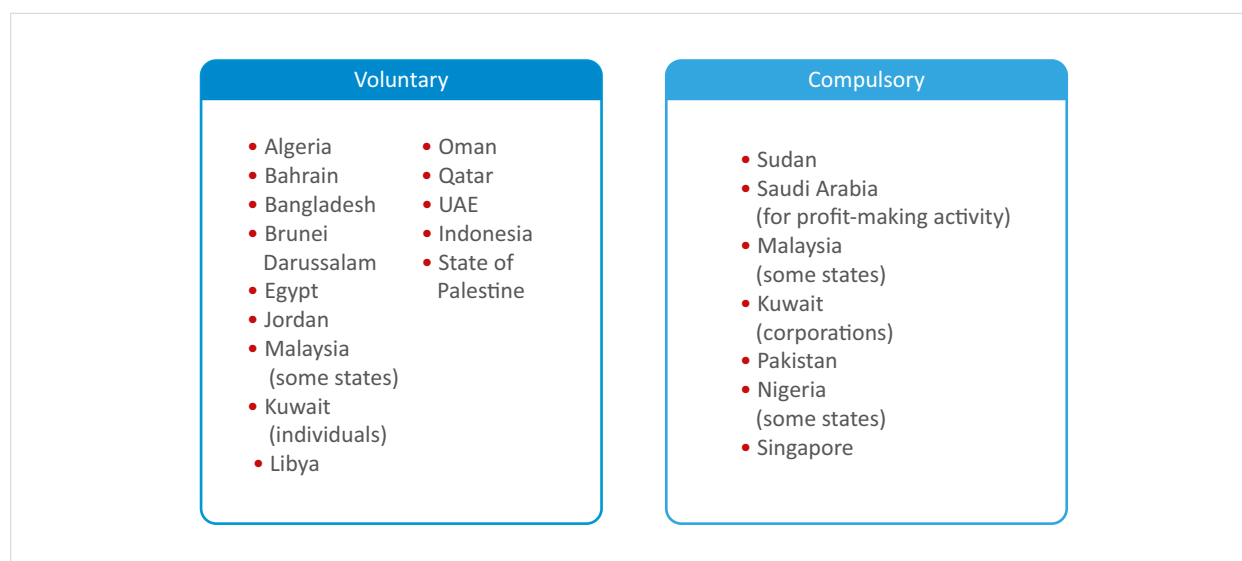 Voluntary
• Algeria
• Bahrain
• Bangladesh
• Brunei
Darussalam
• Egypt
• Jordan
• Malaysia
(some states)
• Kuwait
(individuals)
• Libya
• Oman
• Qatar
• UAE
• Indonesia
• State of
Palestine
Compulsory
• Sudan
• Saudi Arabia
(for profit-making activity)
• Malaysia
(some states)
• Kuwait
(corporations)
• Pakistan
• Nigeria
(some states)
• Singapore